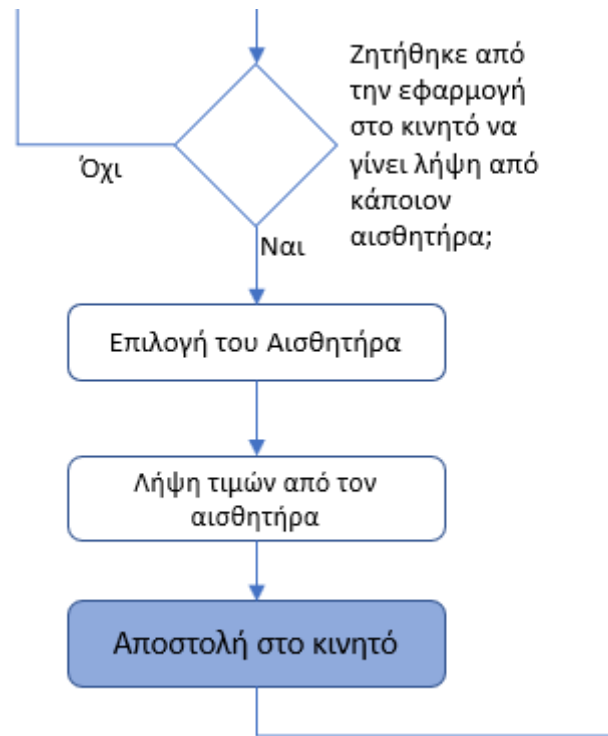 Ζητήθηκε από
την εφαρμογή
στο κινητό να
γίνει λήψη από
κάποιον
αισθητήρα;
Όχι
Ναι
Επιλογή του Αισθητήρα
Λήψη τιμών από τον
αισθητήρα
Αποστολή στο κινητό